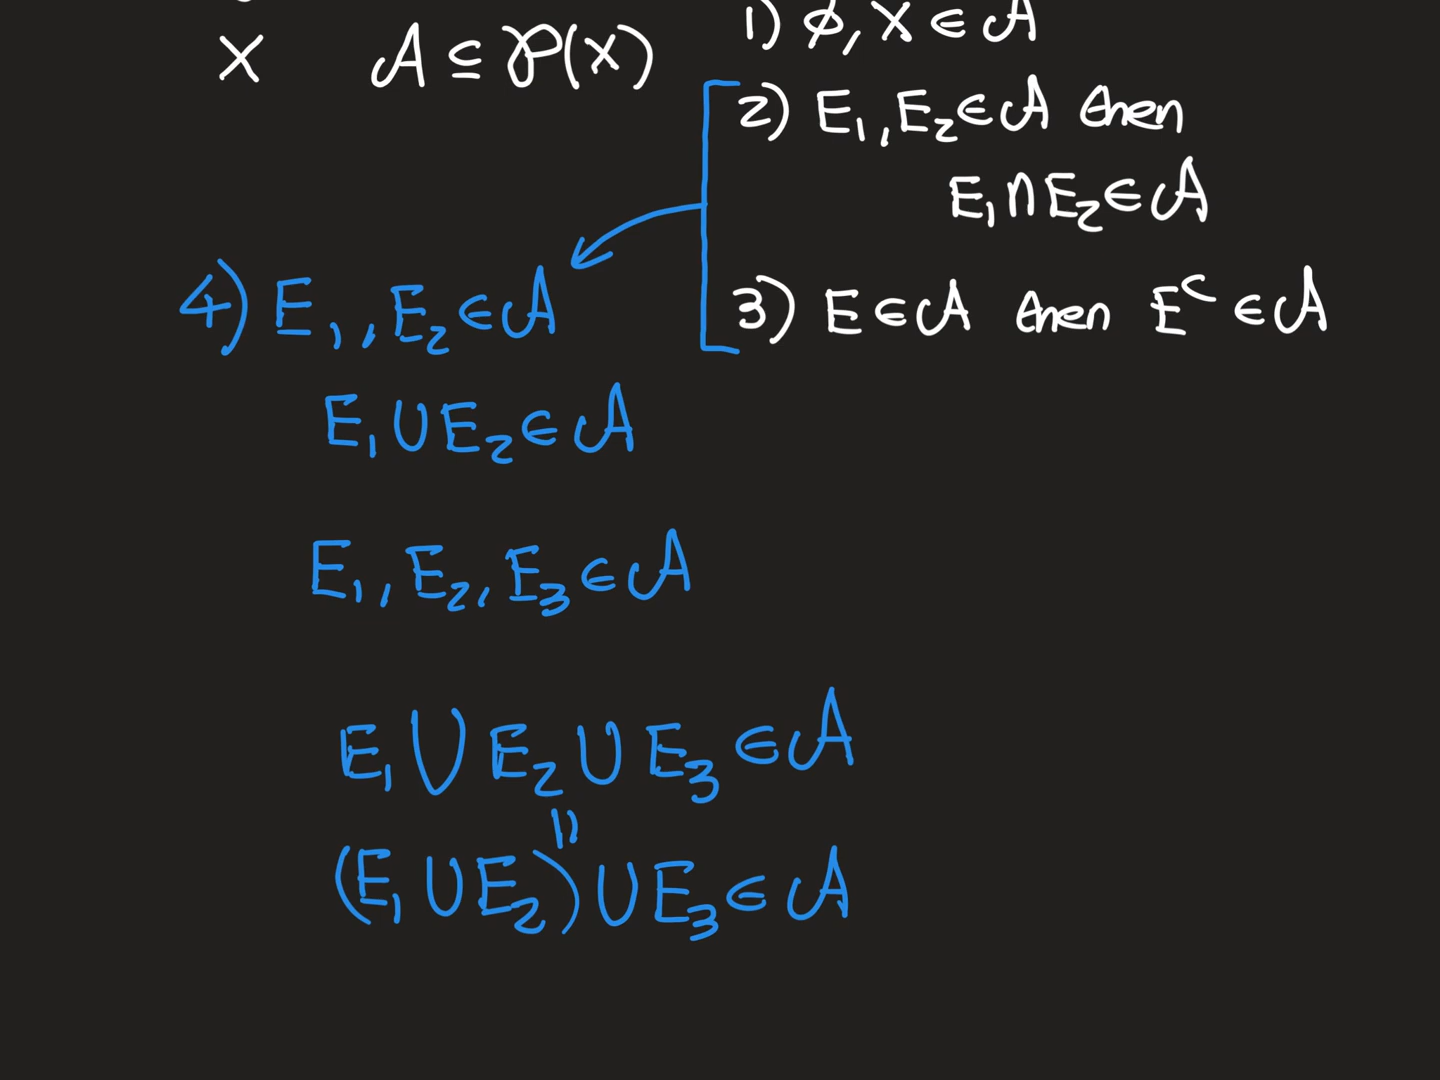 X 𝒜 ⊆ 𝒫(X)
1) ∅, X ∈ 𝒜
2) E₁, E₂ ∈ 𝒜 then
E₁ ∩ E₂ ∈ 𝒜
3) E ∈ 𝒜 then Eᶜ ∈ 𝒜
4) E₁, E₂ ∈ 𝒜
E₁ ∪ E₂ ∈ 𝒜
E₁, E₂, E₃ ∈ 𝒜
E₁ ∪ E₂ ∪ E₃ ∈ 𝒜
=
(E₁ ∪ E₂) ∪ E₃ ∈ 𝒜